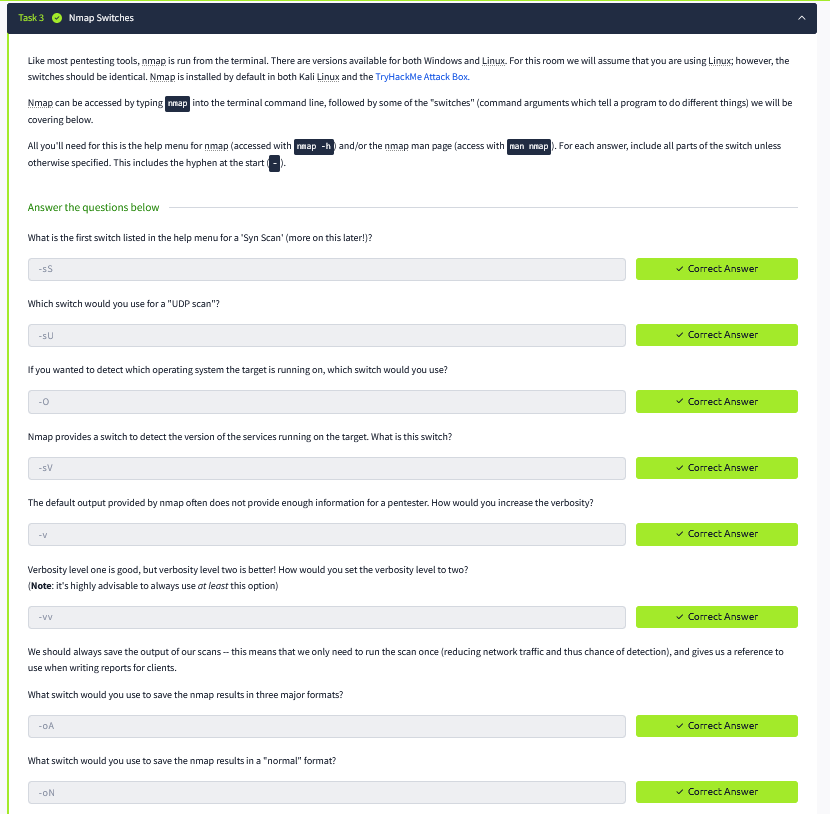 Task 3 Nmap Switches
Like most pentesting tools, nmap is run from the terminal. There are versions available for both Windows and Linux. For this room we will assume that you are using Linux; however, the
switches should be identical. Nmap is installed by default in both Kali Linux and the TryHackMe Attack Box.
Nmap can be accessed by typing nmap into the terminal command line, followed by some of the "switches" (command arguments which tell a program to do different things) we will be
covering below.
All you'll need for this is the help menu for nmap (accessed with nmap -h) and/or the nmap man page (access with man nmap). For each answer, include all parts of the switch unless
otherwise specified. This includes the hyphen at the start (-).
Answer the questions below
What is the first switch listed in the help menu for a 'Syn Scan' (more on this later!)?
-sS
✓ Correct Answer
Which switch would you use for a "UDP scan"?
-sU
✓ Correct Answer
If you wanted to detect which operating system the target is running on, which switch would you use?
-O
✓ Correct Answer
Nmap provides a switch to detect the version of the services running on the target. What is this switch?
-sV
✓ Correct Answer
The default output provided by nmap often does not provide enough information for a pentester. How would you increase the verbosity?
-v
✓ Correct Answer
Verbosity level one is good, but verbosity level two is better! How would you set the verbosity level to two?
(Note: it's highly advisable to always use at least this option)
-vv
✓ Correct Answer
We should always save the output of our scans -- this means that we only need to run the scan once (reducing network traffic and thus chance of detection), and gives us a reference to
use when writing reports for clients.
What switch would you use to save the nmap results in three major formats?
-oA
✓ Correct Answer
What switch would you use to save the nmap results in a "normal" format?
-oN
✓ Correct Answer